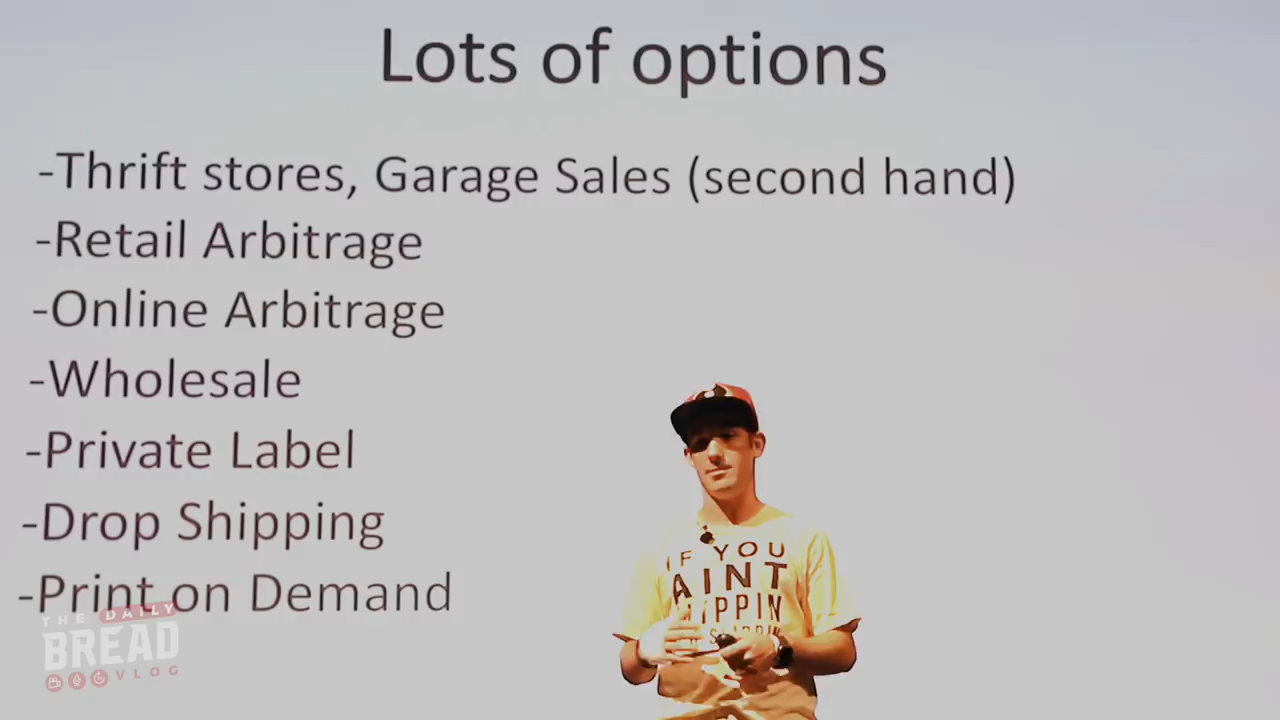 Lots of options
-Thrift stores, Garage Sales (second hand)
-Retail Arbitrage
-Online Arbitrage
-Wholesale
-Private Label
-Drop Shipping
-Print on Demand
THE DAILY
BREAD
VLOG
IF YOU
AINT